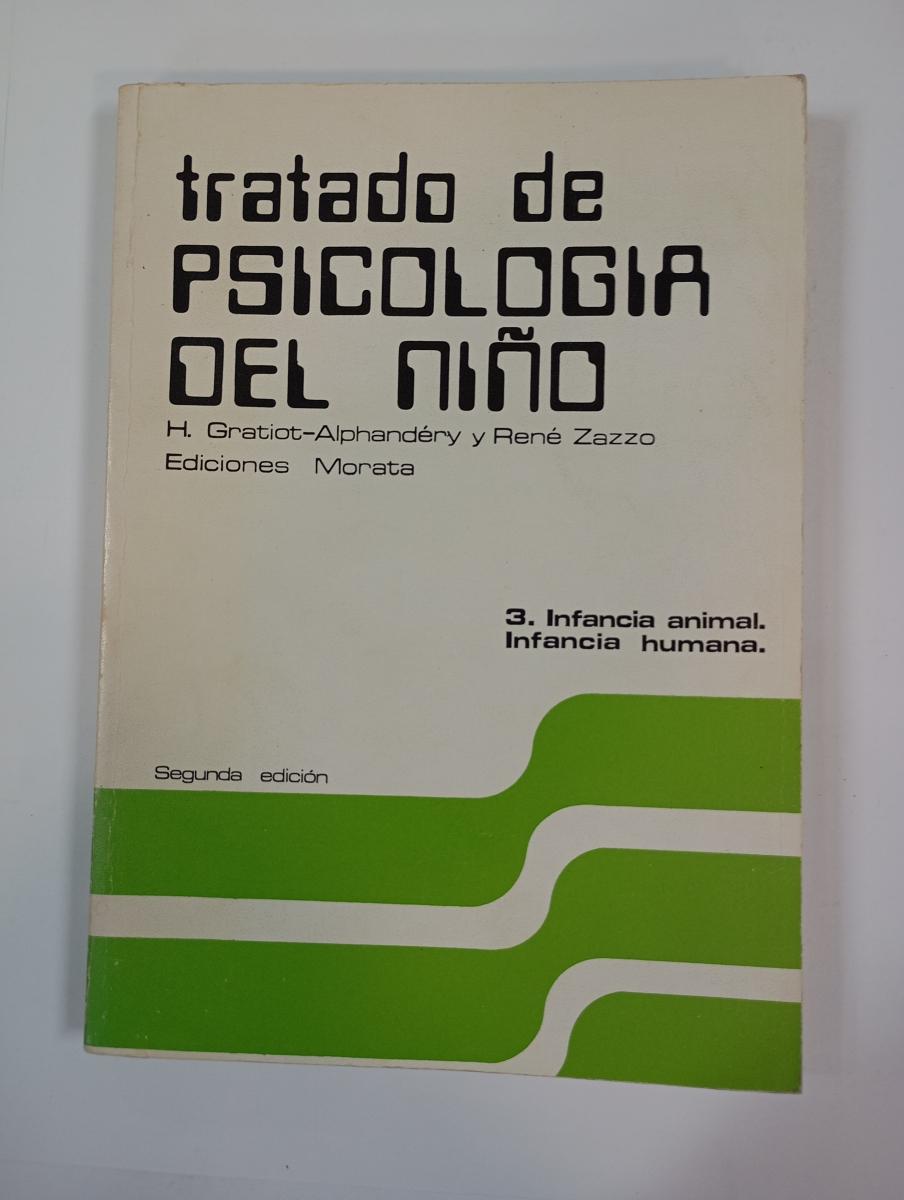 tratado de
PSICOLOGIA
DEL NIÑO
H. Gratiot-Alphandéry y René Zazzo
Ediciones Morata
3. Infancia animal.
Infancia humana.
Segunda edición